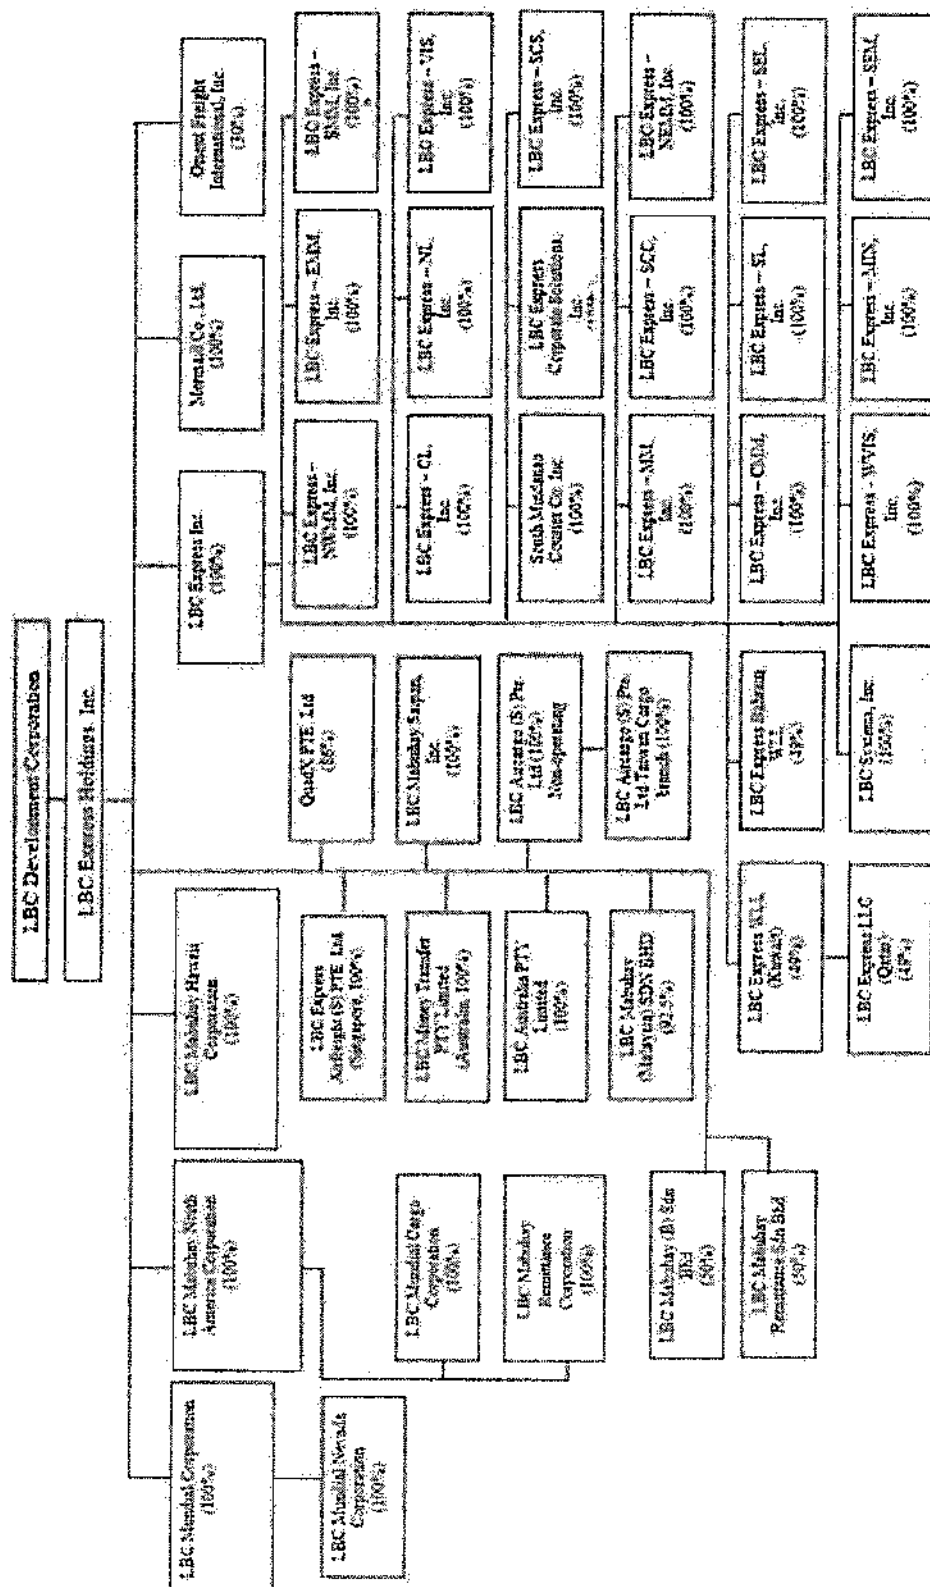 LBC Development Corporation
LBC Express Holdings, Inc.
LBC Mundial Corporation
(100%)
LBC Mabuhay North
America Corporation
(100%)
LBC Mabuhay Hawaii
Corporation
(100%)
LBC Express Inc.
(100%)
Mermaid Co., Ltd.
(100%)
Orient Freight
International, Inc.
(30%)
LBC Mundial Nevada
Corporation
(100%)
LBC Mundial Cargo
Corporation
(100%)
LBC Mabuhay
Remittance
Corporation
(100%)
LBC Express
Airfreight (S) PTE. Ltd
(Singapore, 100%)
LBC Money Transfer
PTY Limited
(Australia, 100%)
LBC Australia PTY
Limited
(100%)
LBC Mabuhay
(Malaysia) SDN BHD
LBC Mabuhay (B) Sdn
Bhd
(50%)
LBC Mabuhay
Remittance Sdn Bhd
(50%)
QuadX PTE. Ltd
LBC Mabuhay Saipan,
Inc.
(100%)
LBC Aircargo (S) Pte.
Ltd (100%)
Non-operating
LBC Aircargo (S) Pte.
Ltd Taiwan Cargo
branch (100%)
LBC Express WLL
(Kuwait)
(49%)
LBC Express Bahrain
WLL
(49%)
LBC Express LLC
(Qatar)
(49%)
LBC Systems, Inc.
(100%)
LBC Express –
NWMM, Inc.
(100%)
LBC Express – EMM,
Inc.
(100%)
LBC Express –
SMM, Inc.
(100%)
LBC Express – CL,
Inc.
(100%)
LBC Express – NL,
Inc.
(100%)
LBC Express – VIS,
Inc.
(100%)
South Mindanao
Courier Co. Inc.
(100%)
LBC Express
Corporate Solutions,
Inc.
LBC Express – SCS,
Inc.
(100%)
LBC Express – MM,
Inc.
(100%)
LBC Express – SCC,
Inc.
(100%)
LBC Express –
NEMM, Inc.
(100%)
LBC Express – CMM,
Inc.
(100%)
LBC Express – SL,
Inc.
(100%)
LBC Express – SEL,
Inc.
(100%)
LBC Express – WVIS,
Inc.
(100%)
LBC Express – MIN,
Inc.
(100%)
LBC Express – SEM,
Inc.
(100%)